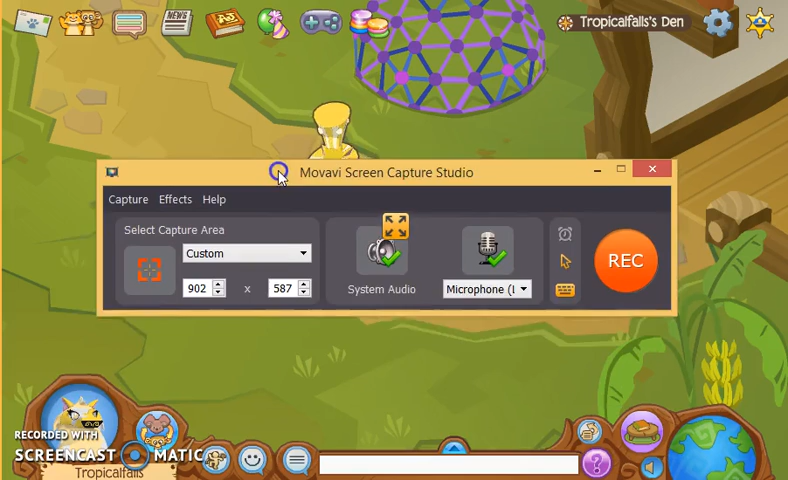 NEWS
Tropicalfalls's Den
Movavi Screen Capture Studio
Capture Effects Help
Select Capture Area
Custom
902 x 587
System Audio
Microphone (L
REC
RECORDED WITH
SCREENCAST MATIC
Tropicalfalls
?